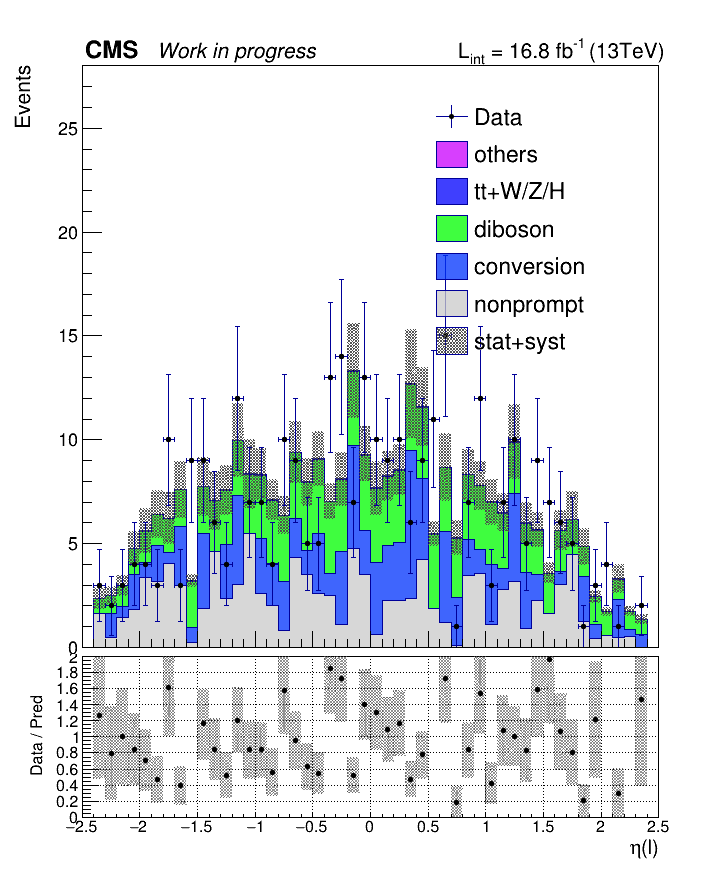 CMS Work in progress L_int = 16.8 fb^-1 (13TeV)
Events
25
20
15
10
5
0
Data
others
tt+W/Z/H
diboson
conversion
nonprompt
stat+syst
Data / Pred
2
1.8
1.6
1.4
1.2
1
0.8
0.6
0.4
0.2
0
−2.5 −2 −1.5 −1 −0.5 0 0.5 1 1.5 2 2.5
η(l)